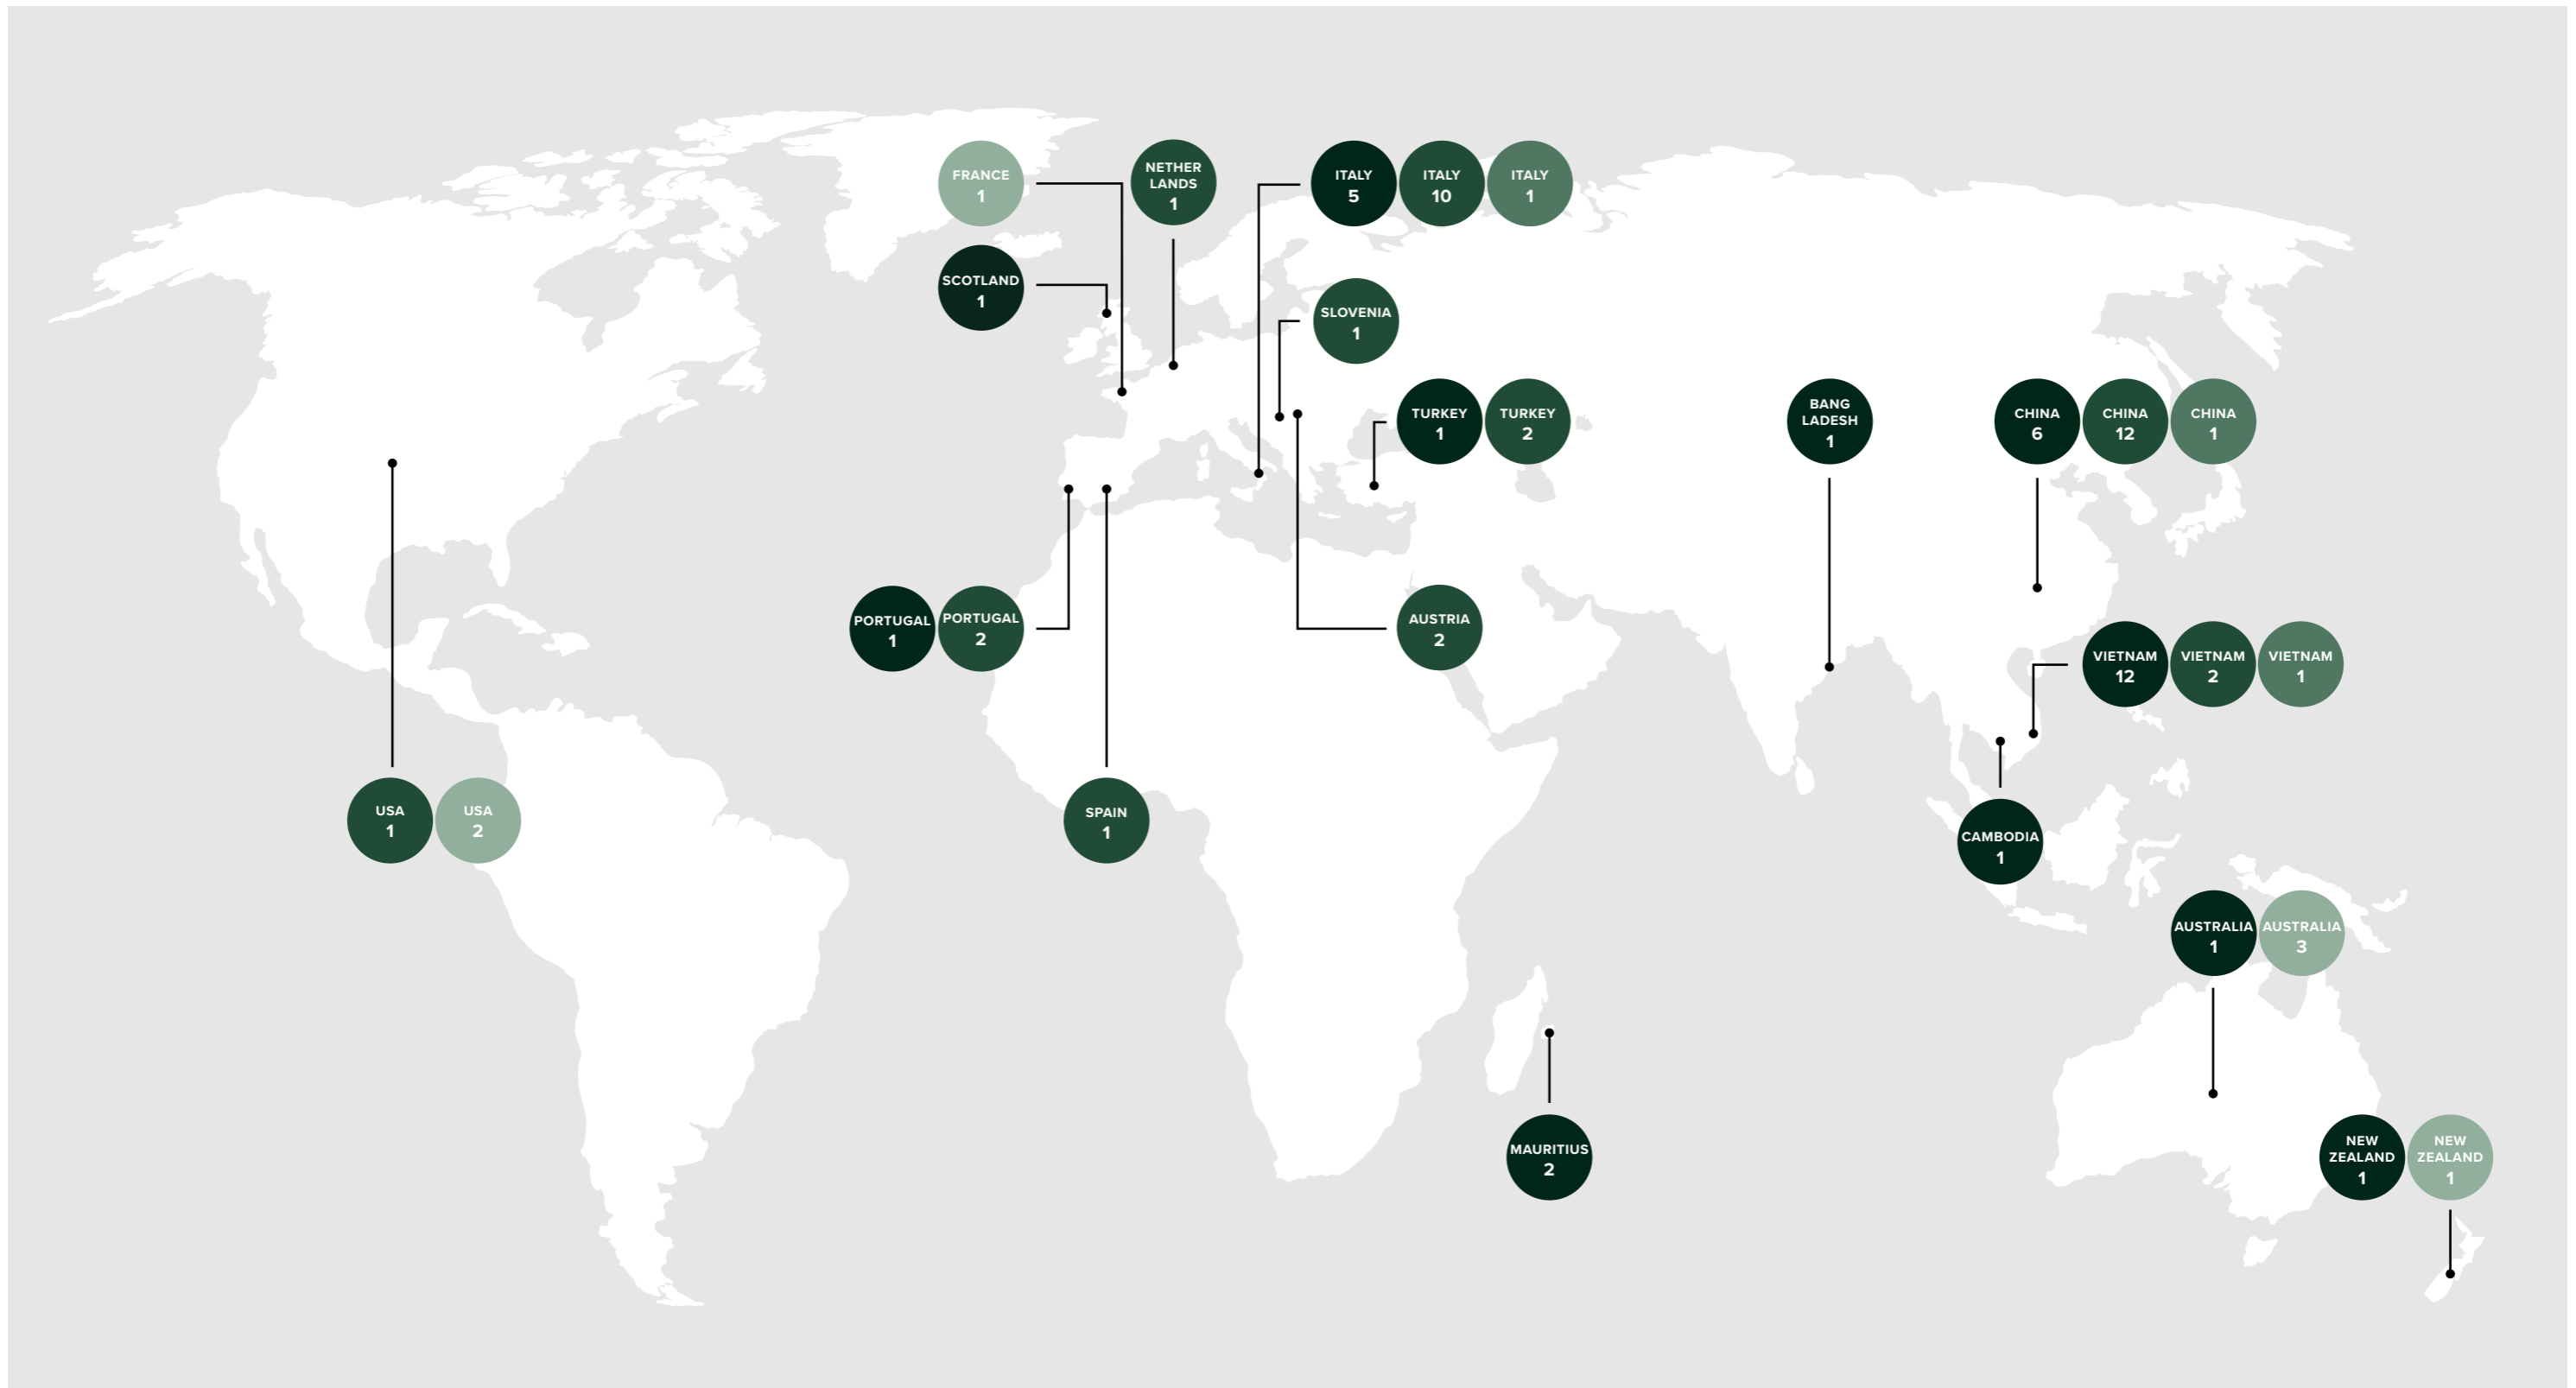 FRANCE
1
NETHER
LANDS
1
ITALY
5
ITALY
10
ITALY
1
SCOTLAND
1
SLOVENIA
1
TURKEY
1
TURKEY
2
BANG
LADESH
1
CHINA
6
CHINA
12
CHINA
1
PORTUGAL
1
PORTUGAL
2
AUSTRIA
2
VIETNAM
12
VIETNAM
2
VIETNAM
1
USA
1
USA
2
SPAIN
1
CAMBODIA
1
AUSTRALIA
1
AUSTRALIA
3
MAURITIUS
2
NEW
ZEALAND
1
NEW
ZEALAND
1